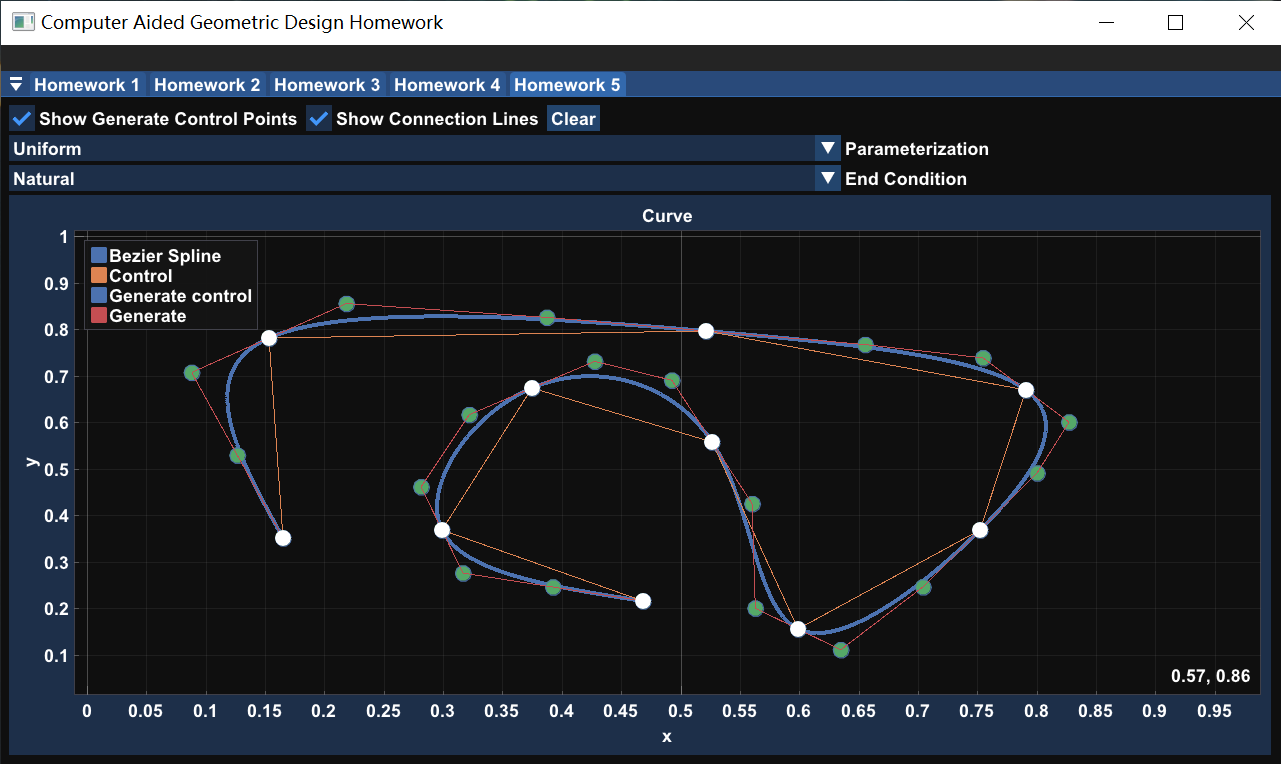 Computer Aided Geometric Design Homework
Homework 1 Homework 2 Homework 3 Homework 4 Homework 5
Show Generate Control Points Show Connection Lines Clear
Uniform Parameterization
Natural End Condition
Curve
Bezier Spline
Control
Generate control
Generate
1
0.9
0.8
0.7
0.6
0.5
0.4
0.3
0.2
0.1
y
0.57, 0.86
0 0.05 0.1 0.15 0.2 0.25 0.3 0.35 0.4 0.45 0.5 0.55 0.6 0.65 0.7 0.75 0.8 0.85 0.9 0.95
x